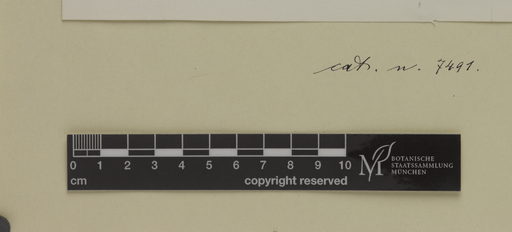 cat. n. 7491.
0 1 2 3 4 5 6 7 8 9 10
cm copyright reserved
M BOTANISCHE
STAATSSAMMLUNG
MÜNCHEN